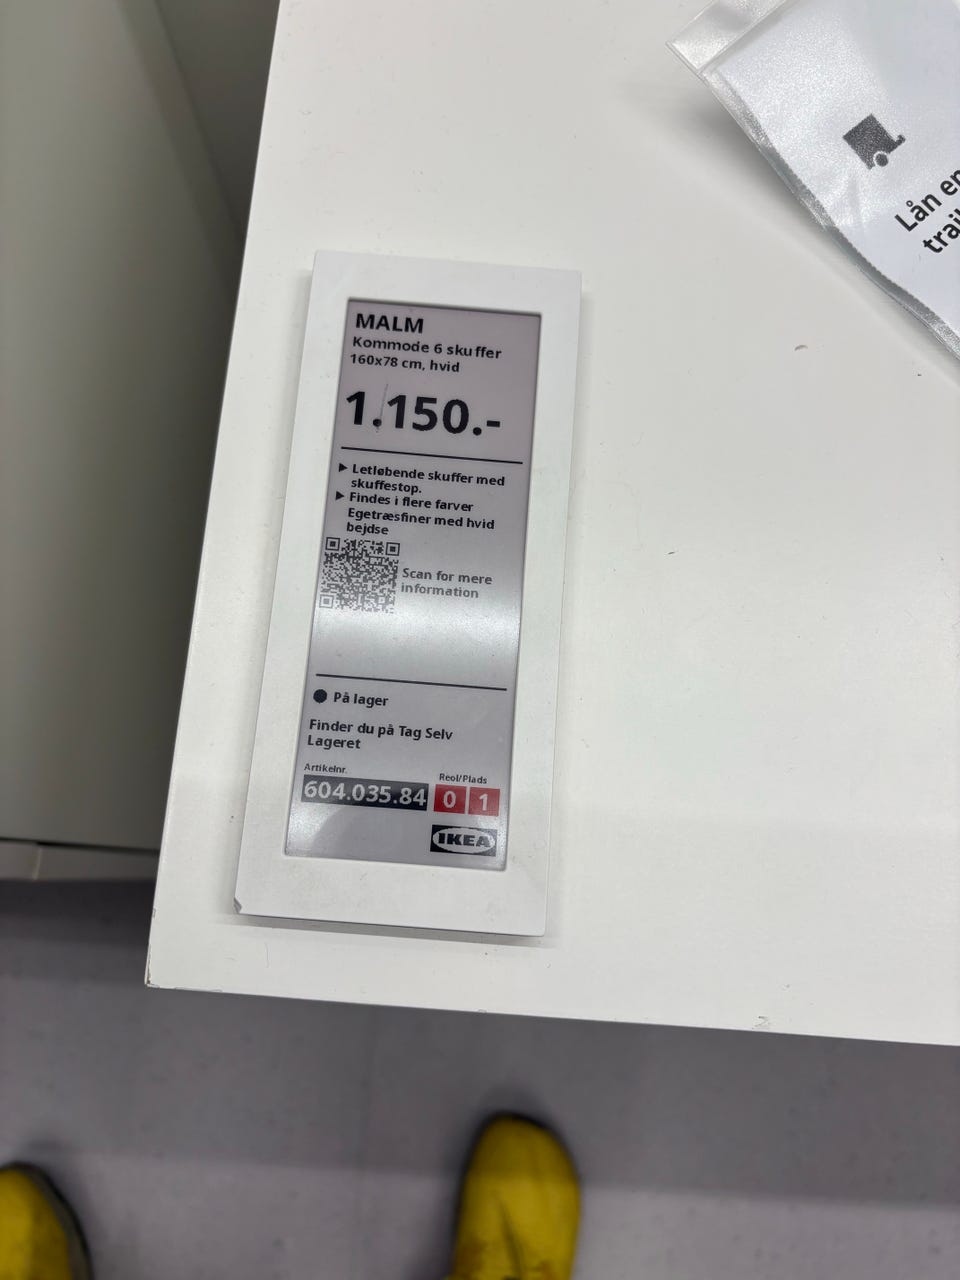 MALM
Kommode 6 skuffer
160x78 cm, hvid
1.150.-
▶ Letløbende skuffer med
skuffestop.
▶ Findes i flere farver
Egetræsfiner med hvid
bejdse
Scan for mere
information
På lager
Finder du på Tag Selv
Lageret
Artikelnr.
Reol/Plads
604.035.84 0 1
IKEA
Lån